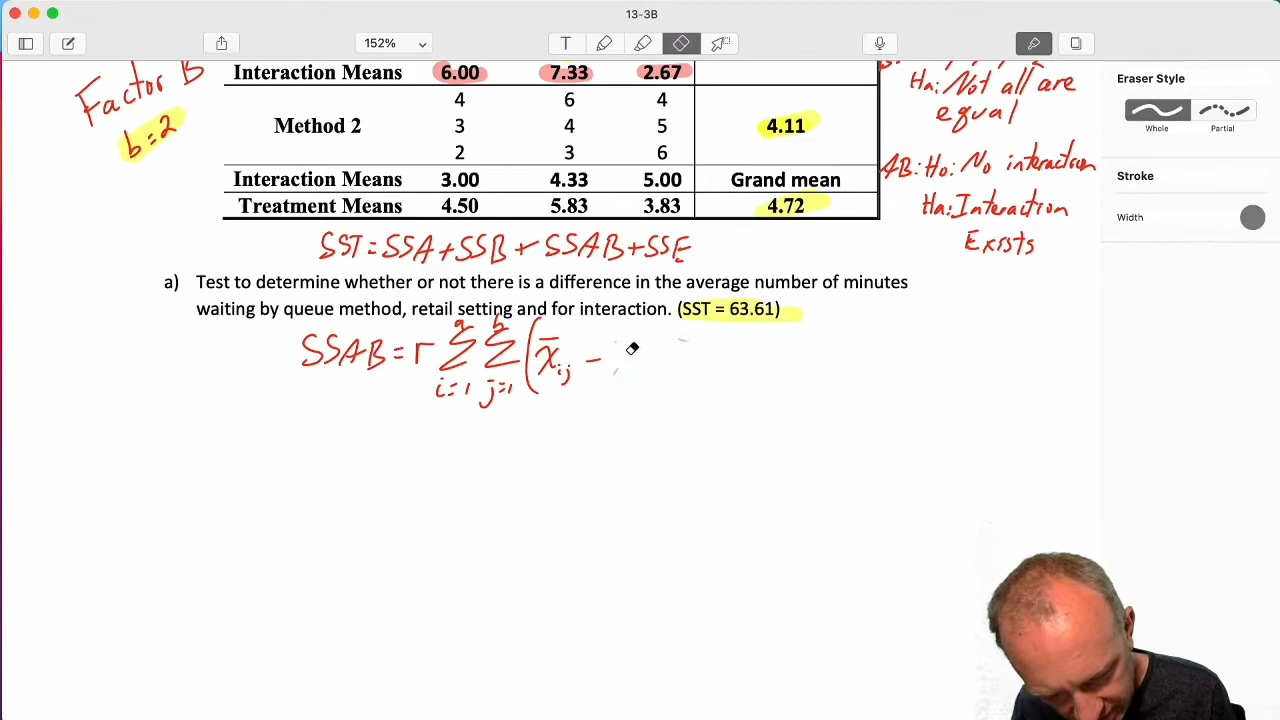 13-3B
152%
T
Eraser Style
Whole Partial
Stroke
Width
Factor B
b=2
Interaction Means 6.00 7.33 2.67
4 6 4
Method 2 3 4 5 4.11
2 3 6
Interaction Means 3.00 4.33 5.00 Grand mean
Treatment Means 4.50 5.83 3.83 4.72
Ha: Not all are
equal
AB: Ho: No interaction
Ha: Interaction
Exists
SST = SSA + SSB + SSAB + SSE
a) Test to determine whether or not there is a difference in the average number of minutes
waiting by queue method, retail setting and for interaction. (SST = 63.61)
SSAB = r Σ_{i=1}^{a} Σ_{j=1}^{b} (x̄ij -